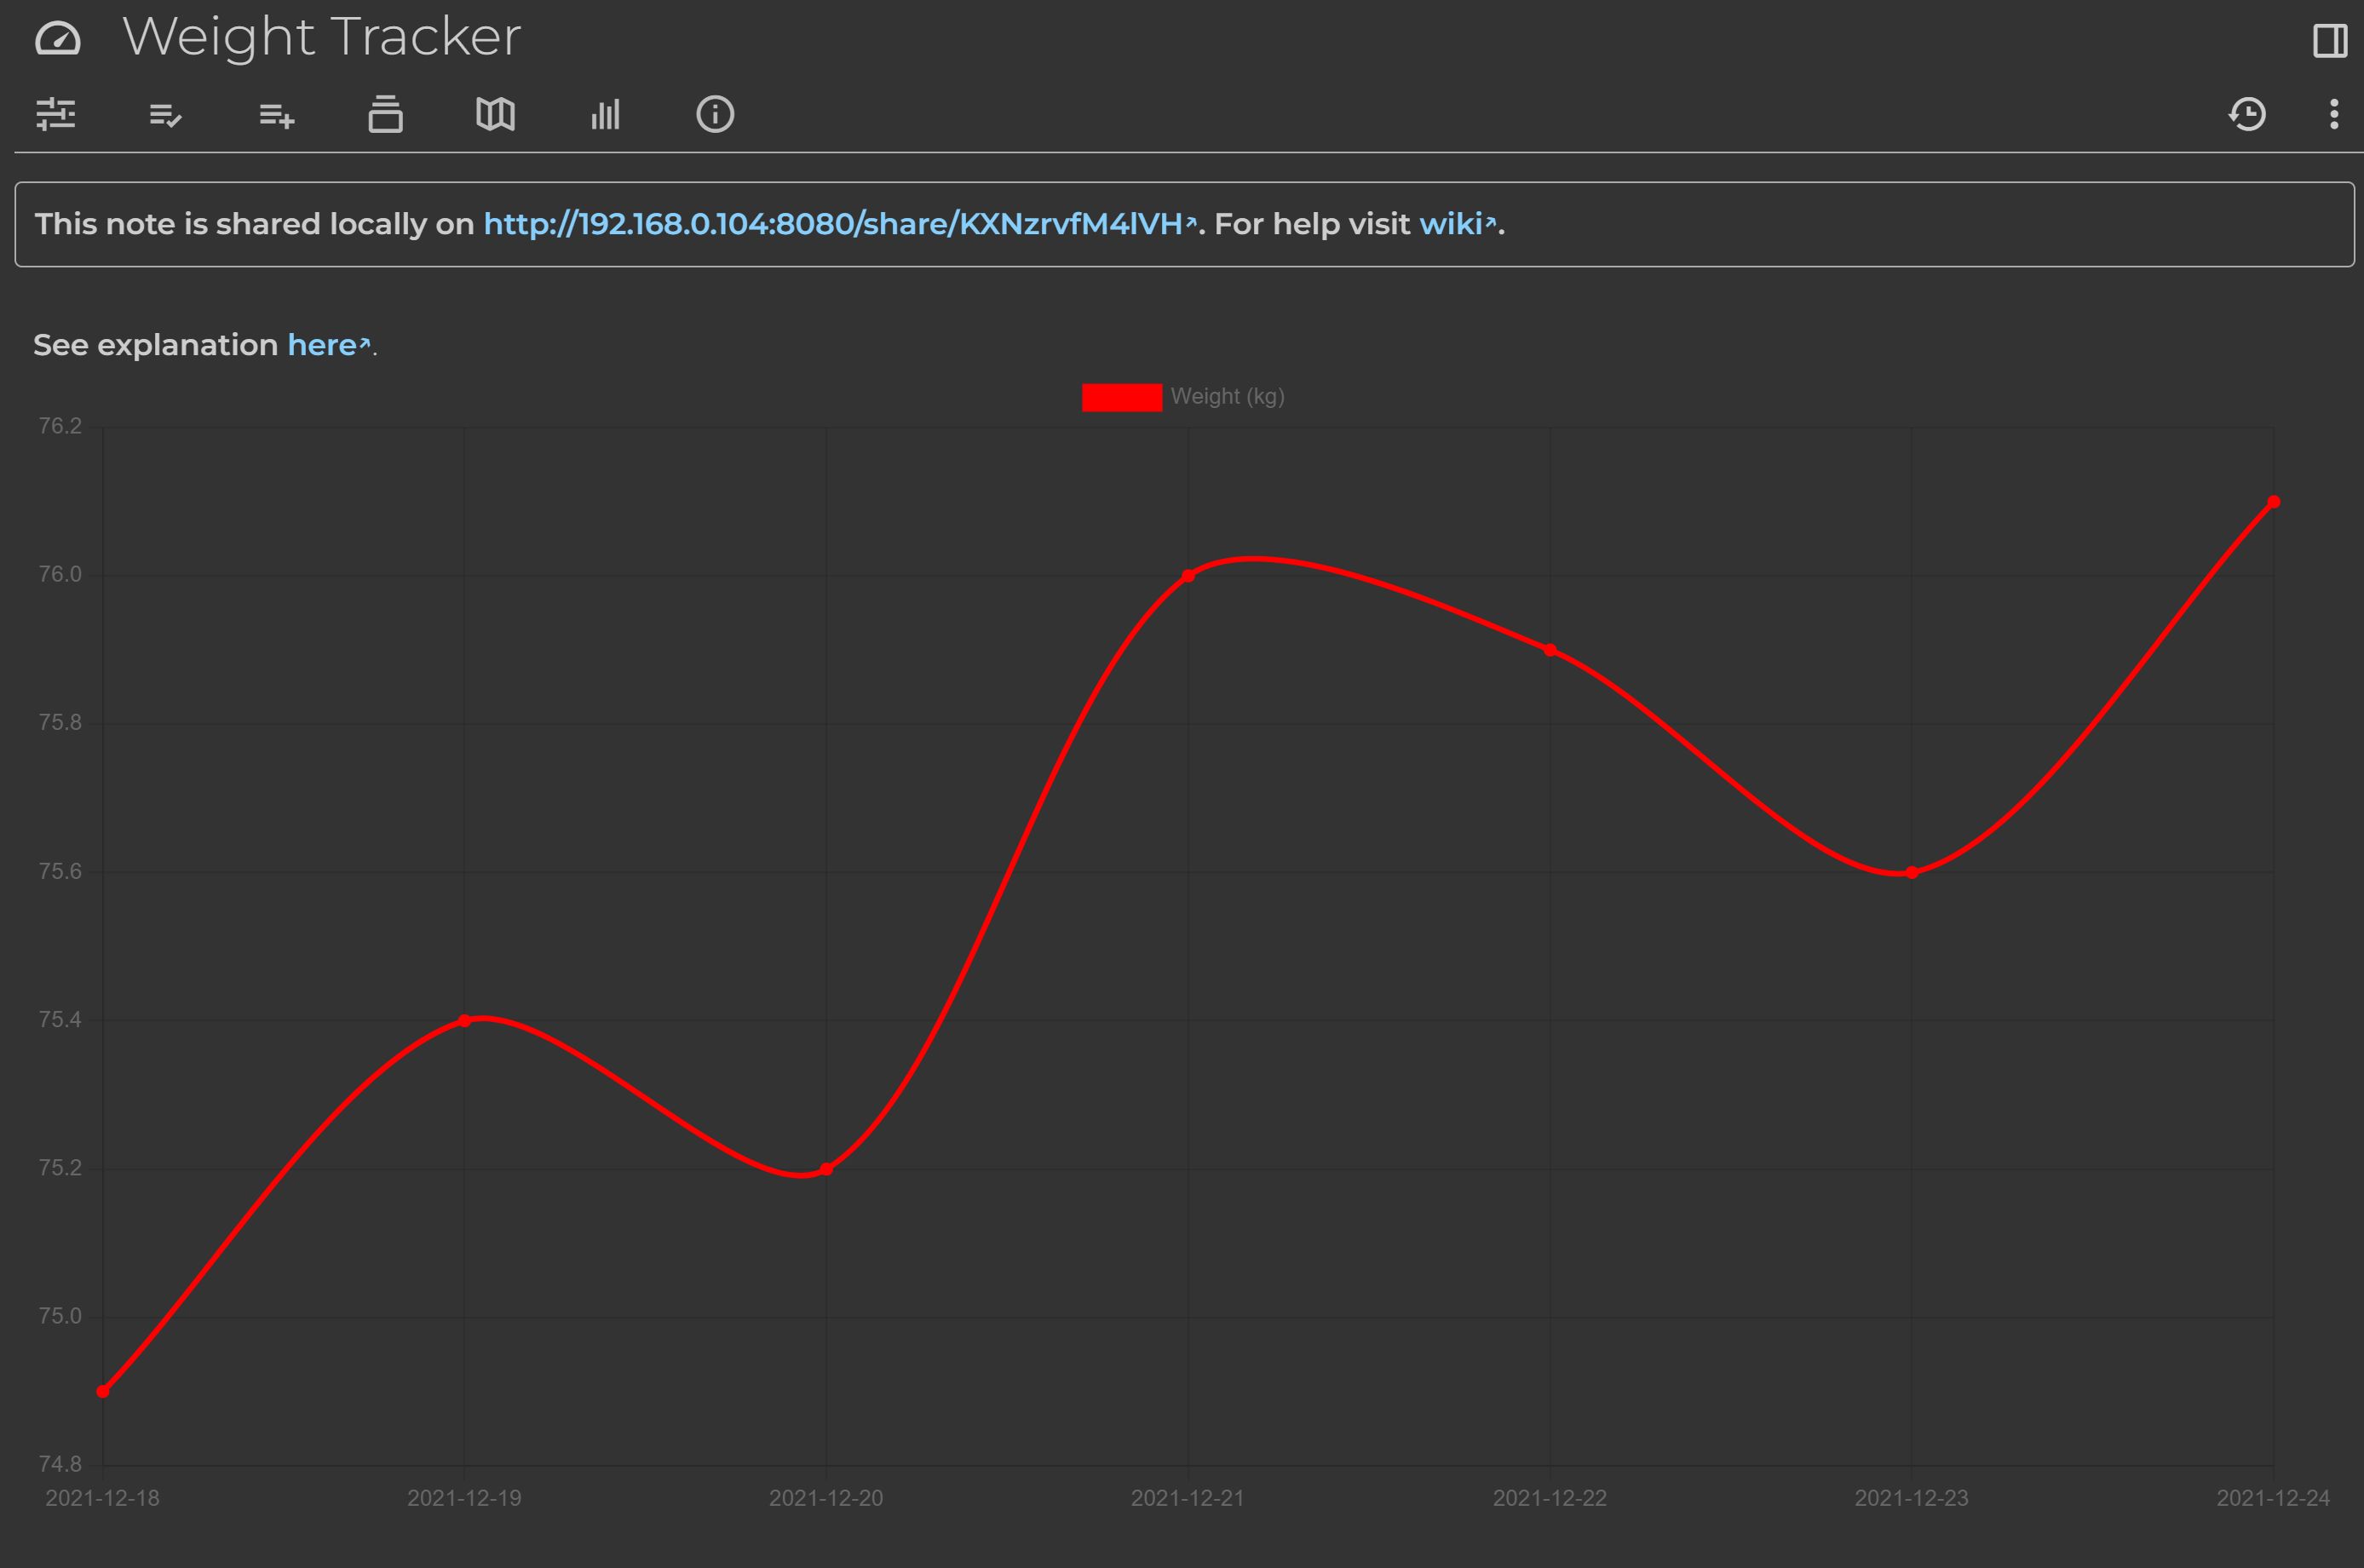 Weight Tracker
This note is shared locally on http://192.168.0.104:8080/share/KXNzrvfM4lVH. For help visit wiki.
See explanation here.
Weight (kg)
76.2
76.0
75.8
75.6
75.4
75.2
75.0
74.8
2021-12-18 2021-12-19 2021-12-20 2021-12-21 2021-12-22 2021-12-23 2021-12-24